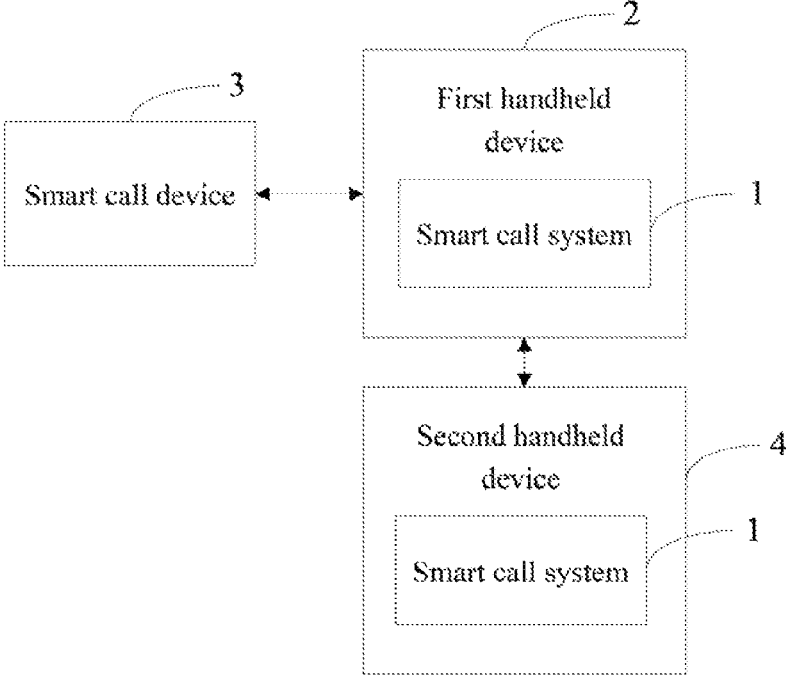 2
3
First handheld
device
Smart call device
1
Smart call system
Second handheld
device
4
1
Smart call system